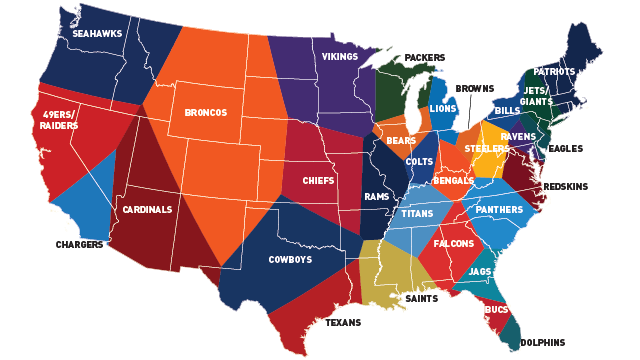 SEAHAWKS
VIKINGS
PACKERS
PATRIOTS
BROWNS
JETS/
GIANTS
LIONS
BILLS
49ERS/
RAIDERS
BRONCOS
RAVENS
BEARS
STEELERS
EAGLES
COLTS
CHIEFS
BENGALS
REDSKINS
RAMS
CARDINALS
TITANS
PANTHERS
CHARGERS
FALCONS
COWBOYS
JAGS
SAINTS
BUCS
TEXANS
DOLPHINS